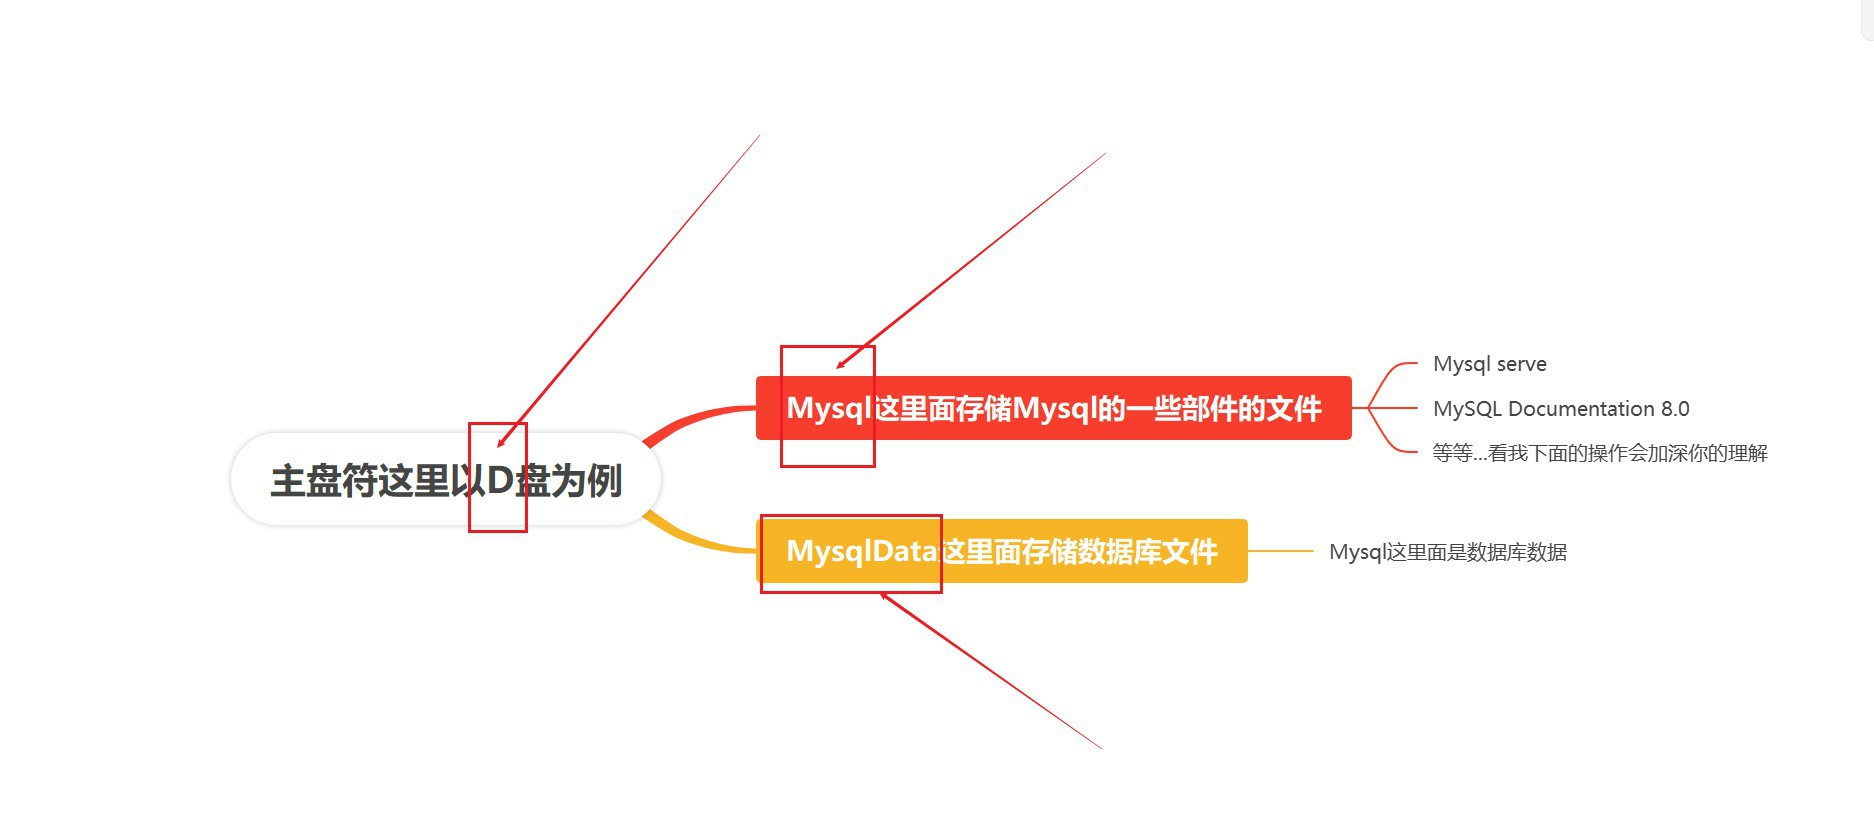 主盘符这里以D盘为例
Mysql这里面存储Mysql的一些部件的文件
Mysql serve
MySQL Documentation 8.0
等等...看我下面的操作会加深你的理解
MysqlData这里面存储数据库文件
Mysql这里面是数据库数据